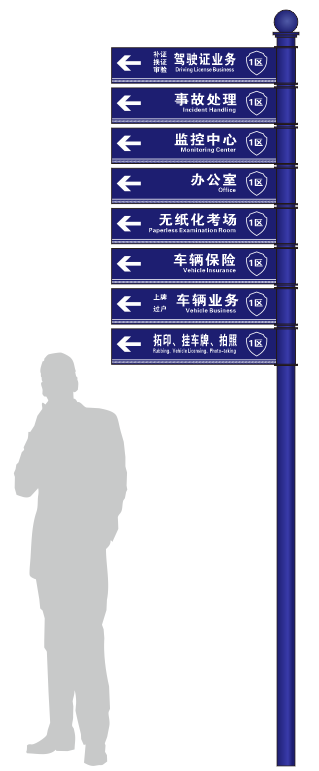 补证
换证
审验
驾驶证业务
Driving License Business
1区
事故处理
Incident Handling
1区
监控中心
Monitoring Center
1区
办公室
Office
1区
无纸化考场
Paperless Examination Room
1区
车辆保险
Vehicle Insurance
1区
上牌
过户
车辆业务
Vehicle Business
1区
拓印、挂车牌、拍照
Rubbing, Vehicle Licensing, Photo-taking
1区